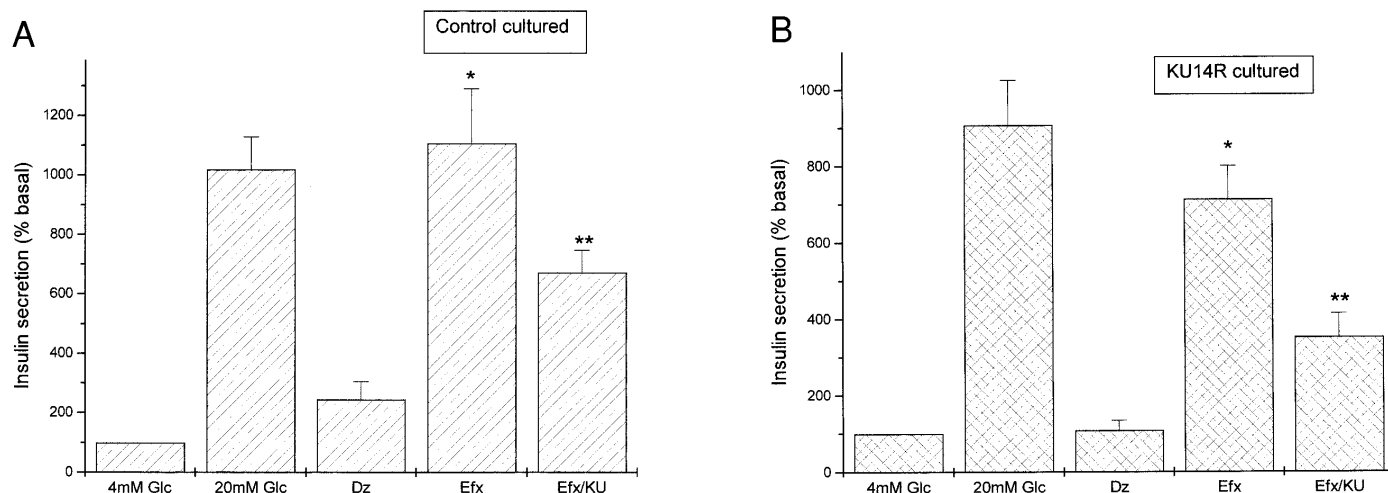 A
Control cultured
Insulin secretion (% basal)
1200
1000
800
600
400
200
0
*
**
4mM Glc 20mM Glc Dz Efx Efx/KU
B
KU14R cultured
Insulin secretion (% basal)
1000
800
600
400
200
0
*
**
4mM Glc 20mM Glc Dz Efx Efx/KU